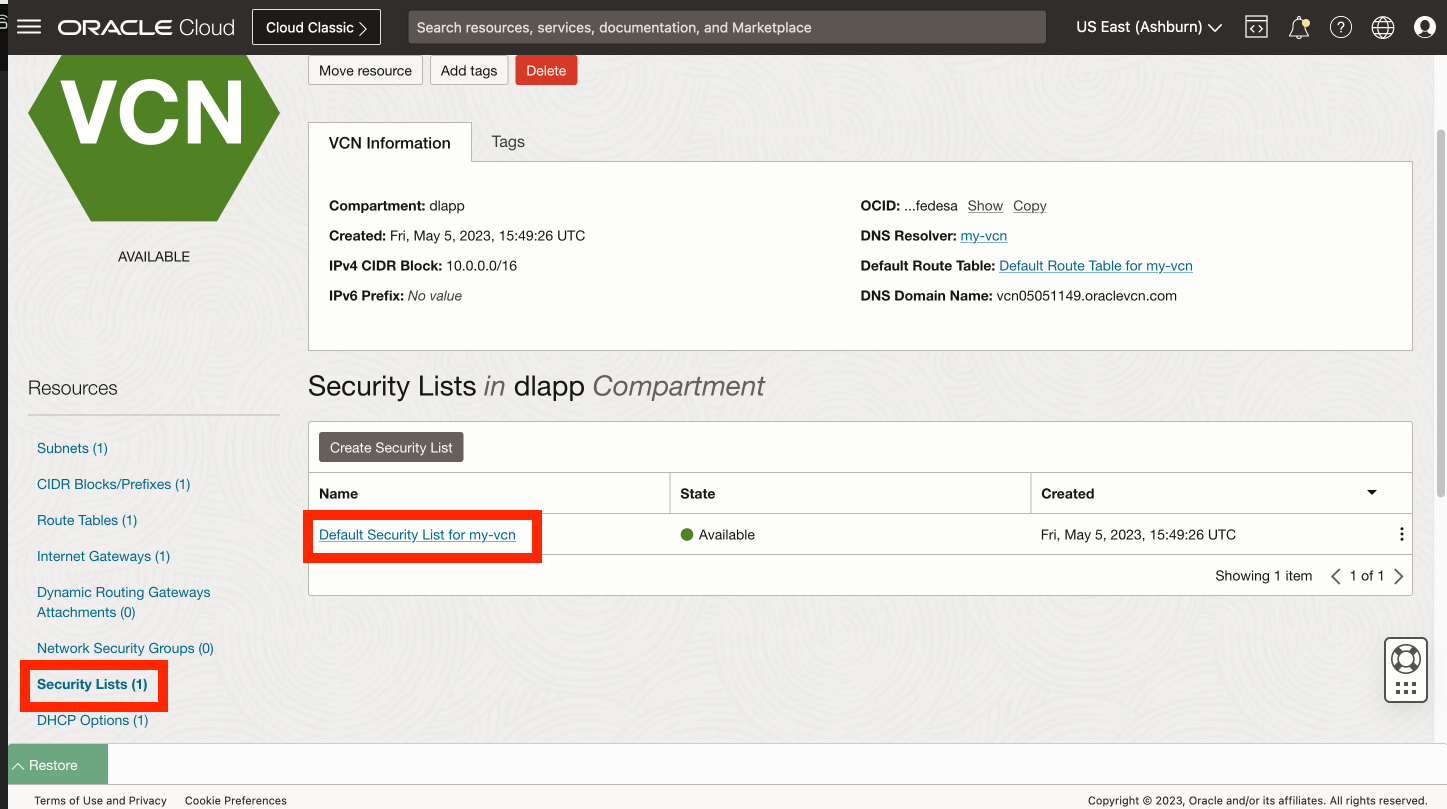 ORACLE Cloud
Cloud Classic
Search resources, services, documentation, and Marketplace
US East (Ashburn)
VCN
AVAILABLE
Move resource
Add tags
Delete
VCN Information
Tags
Compartment: dlapp
Created: Fri, May 5, 2023, 15:49:26 UTC
IPv4 CIDR Block: 10.0.0.0/16
IPv6 Prefix: No value
OCID: ...fedesa Show Copy
DNS Resolver: my-vcn
Default Route Table: Default Route Table for my-vcn
DNS Domain Name: vcn05051149.oraclevcn.com
Resources
Subnets (1)
CIDR Blocks/Prefixes (1)
Route Tables (1)
Internet Gateways (1)
Dynamic Routing Gateways
Attachments (0)
Network Security Groups (0)
Security Lists (1)
DHCP Options (1)
Security Lists in dlapp Compartment
Create Security List
Name State Created
Default Security List for my-vcn Available Fri, May 5, 2023, 15:49:26 UTC
Showing 1 item 1 of 1
Restore
Terms of Use and Privacy Cookie Preferences
Copyright © 2023, Oracle and/or its affiliates. All rights reserved.